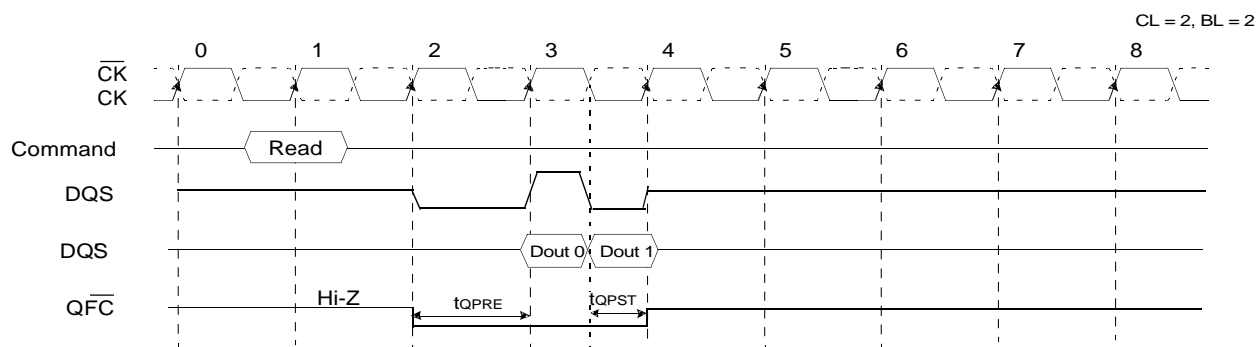 CL = 2, BL = 2
0 1 2 3 4 5 6 7 8
CK
CK
Command Read
DQS
DQS Dout 0 Dout 1
QFC Hi-Z tQPRE tQPST